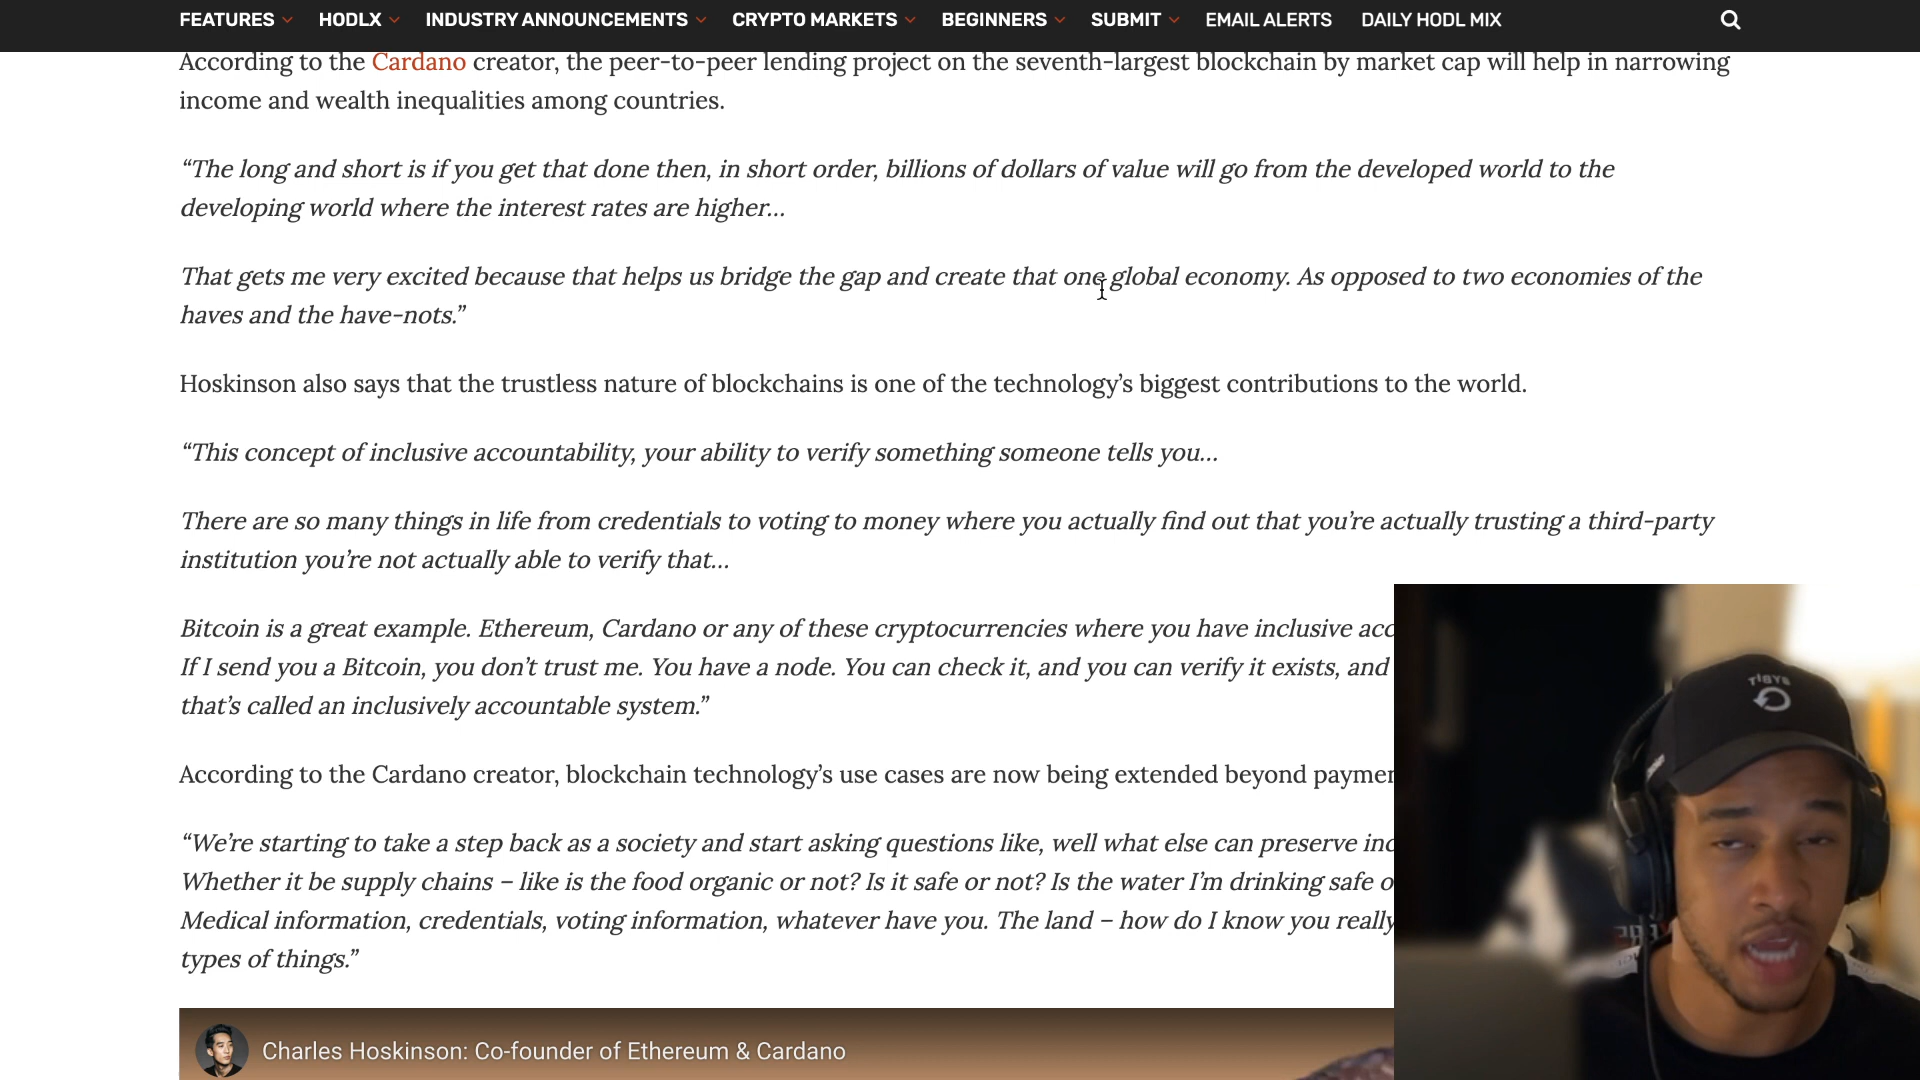 FEATURES HODLX INDUSTRY ANNOUNCEMENTS CRYPTO MARKETS BEGINNERS SUBMIT EMAIL ALERTS DAILY HODL MIX
According to the Cardano creator, the peer-to-peer lending project on the seventh-largest blockchain by market cap will help in narrowing
income and wealth inequalities among countries.
“The long and short is if you get that done then, in short order, billions of dollars of value will go from the developed world to the
developing world where the interest rates are higher…
That gets me very excited because that helps us bridge the gap and create that one global economy. As opposed to two economies of the
haves and the have-nots.”
Hoskinson also says that the trustless nature of blockchains is one of the technology’s biggest contributions to the world.
“This concept of inclusive accountability, your ability to verify something someone tells you…
There are so many things in life from credentials to voting to money where you actually find out that you’re actually trusting a third-party
institution you’re not actually able to verify that…
Bitcoin is a great example. Ethereum, Cardano or any of these cryptocurrencies where you have inclusive acc
If I send you a Bitcoin, you don’t trust me. You have a node. You can check it, and you can verify it exists, and
that’s called an inclusively accountable system.”
According to the Cardano creator, blockchain technology’s use cases are now being extended beyond paymen
“We’re starting to take a step back as a society and start asking questions like, well what else can preserve inc
Whether it be supply chains – like is the food organic or not? Is it safe or not? Is the water I’m drinking safe o
Medical information, credentials, voting information, whatever have you. The land – how do I know you really
types of things.”
Charles Hoskinson: Co-founder of Ethereum & Cardano